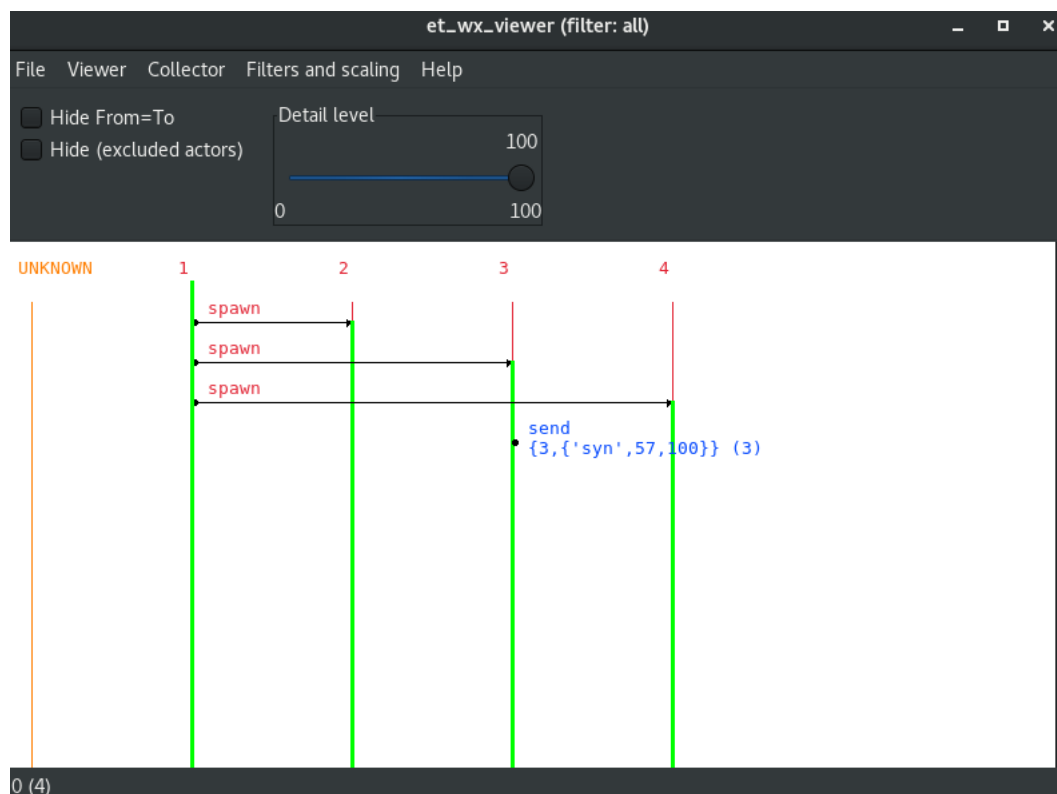 et_wx_viewer (filter: all)
File Viewer Collector Filters and scaling Help
Hide From=To
Hide (excluded actors)
Detail level
100
0 100
UNKNOWN 1 2 3 4
spawn
spawn
spawn
send
{3,{'syn',57,100}} (3)
0 (4)